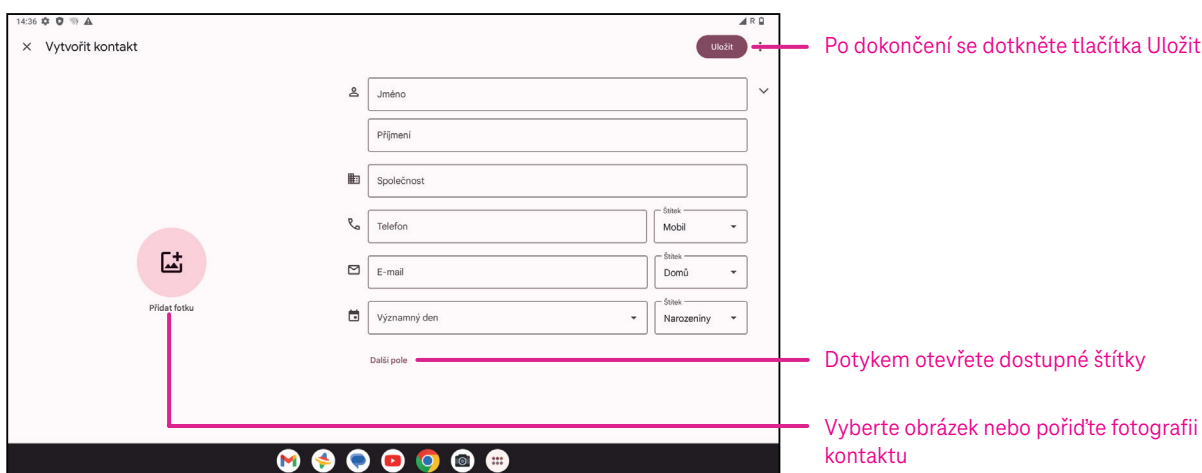 14:36
R
Vytvořit kontakt
Uložit
Po dokončení se dotkněte tlačítka Uložit
Jméno
Příjmení
Společnost
Telefon
Štítek
Mobil
E-mail
Štítek
Domů
Přidat fotku
Významný den
Štítek
Narozeniny
Další pole
Dotykem otevřete dostupné štítky
Vyberte obrázek nebo pořiďte fotografii
kontaktu